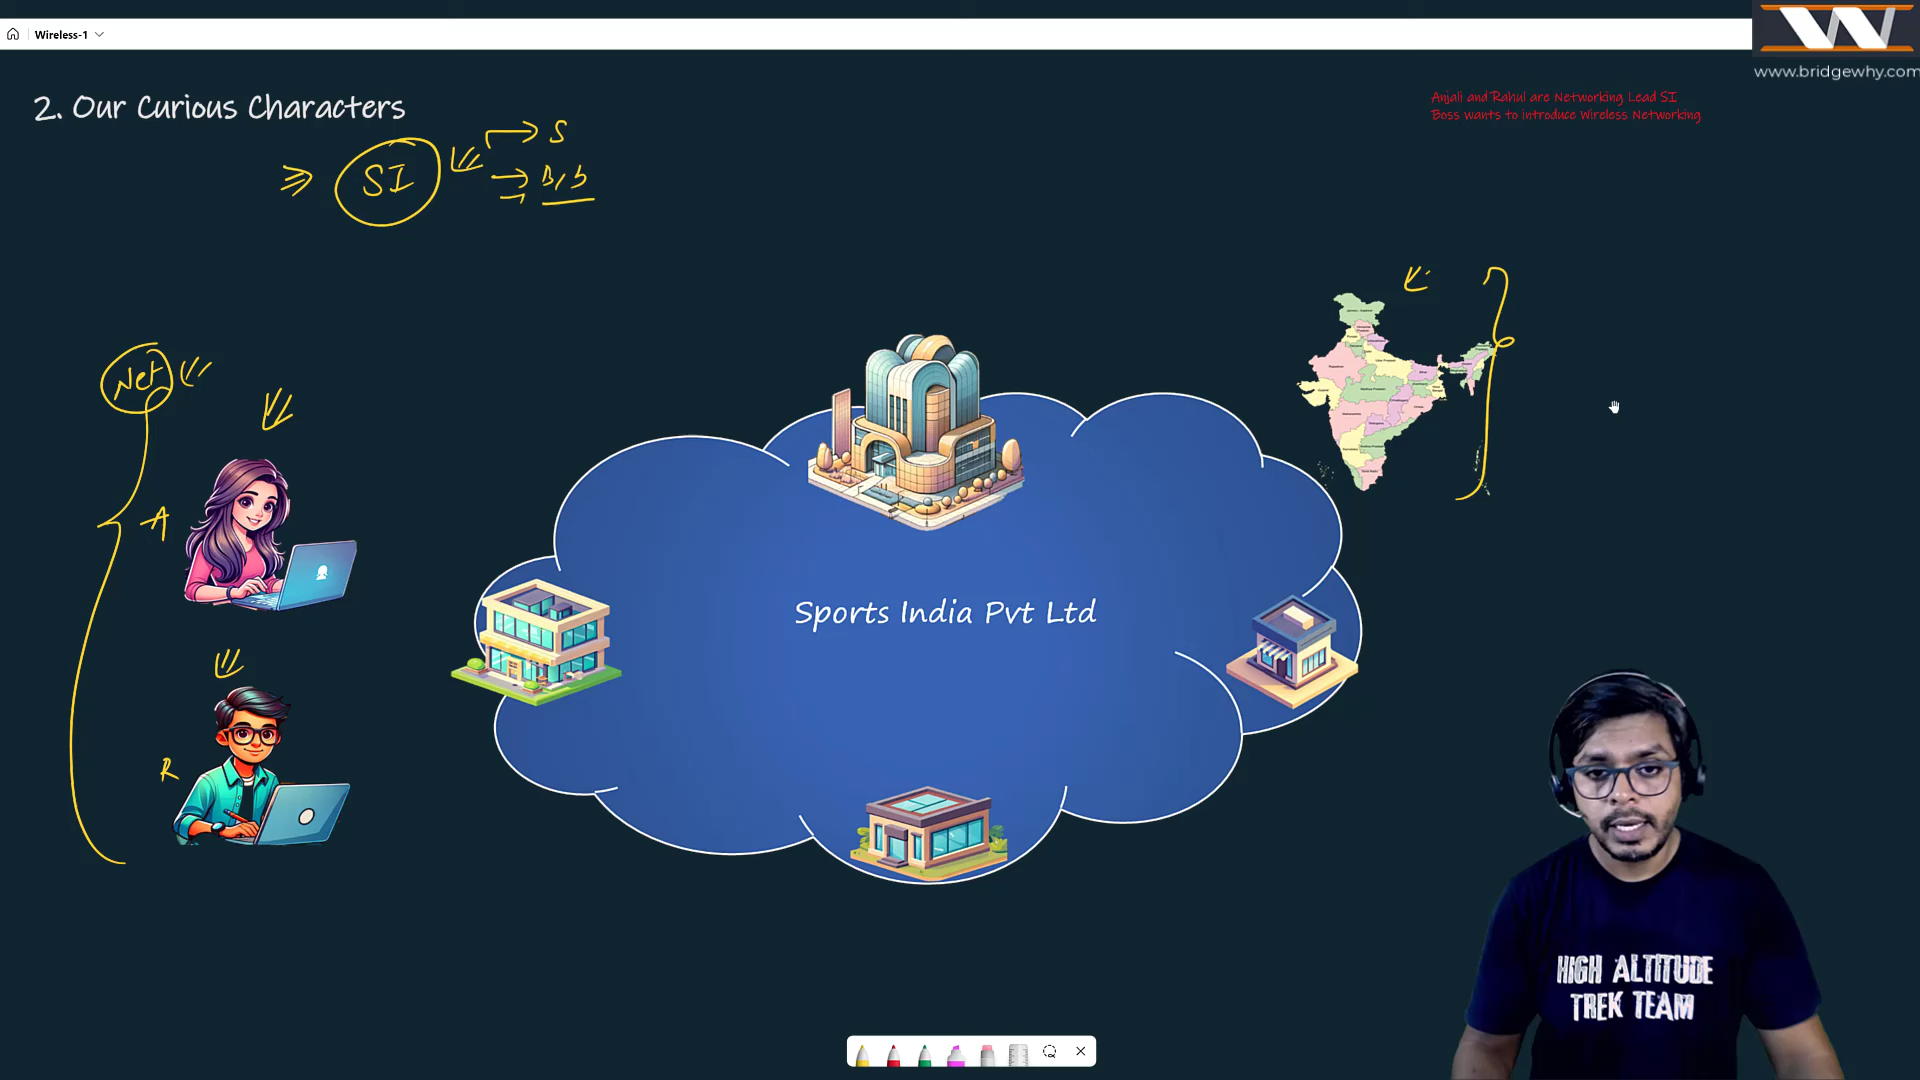 Wireless-1
www.bridgewhy.com
2. Our Curious Characters
Anjali and Rahul are Networking Lead SI
Boss wants to introduce Wireless Networking
S
SI
B/S
Net
A
Sports India Pvt Ltd
R
HIGH ALTITUDE
TREK TEAM